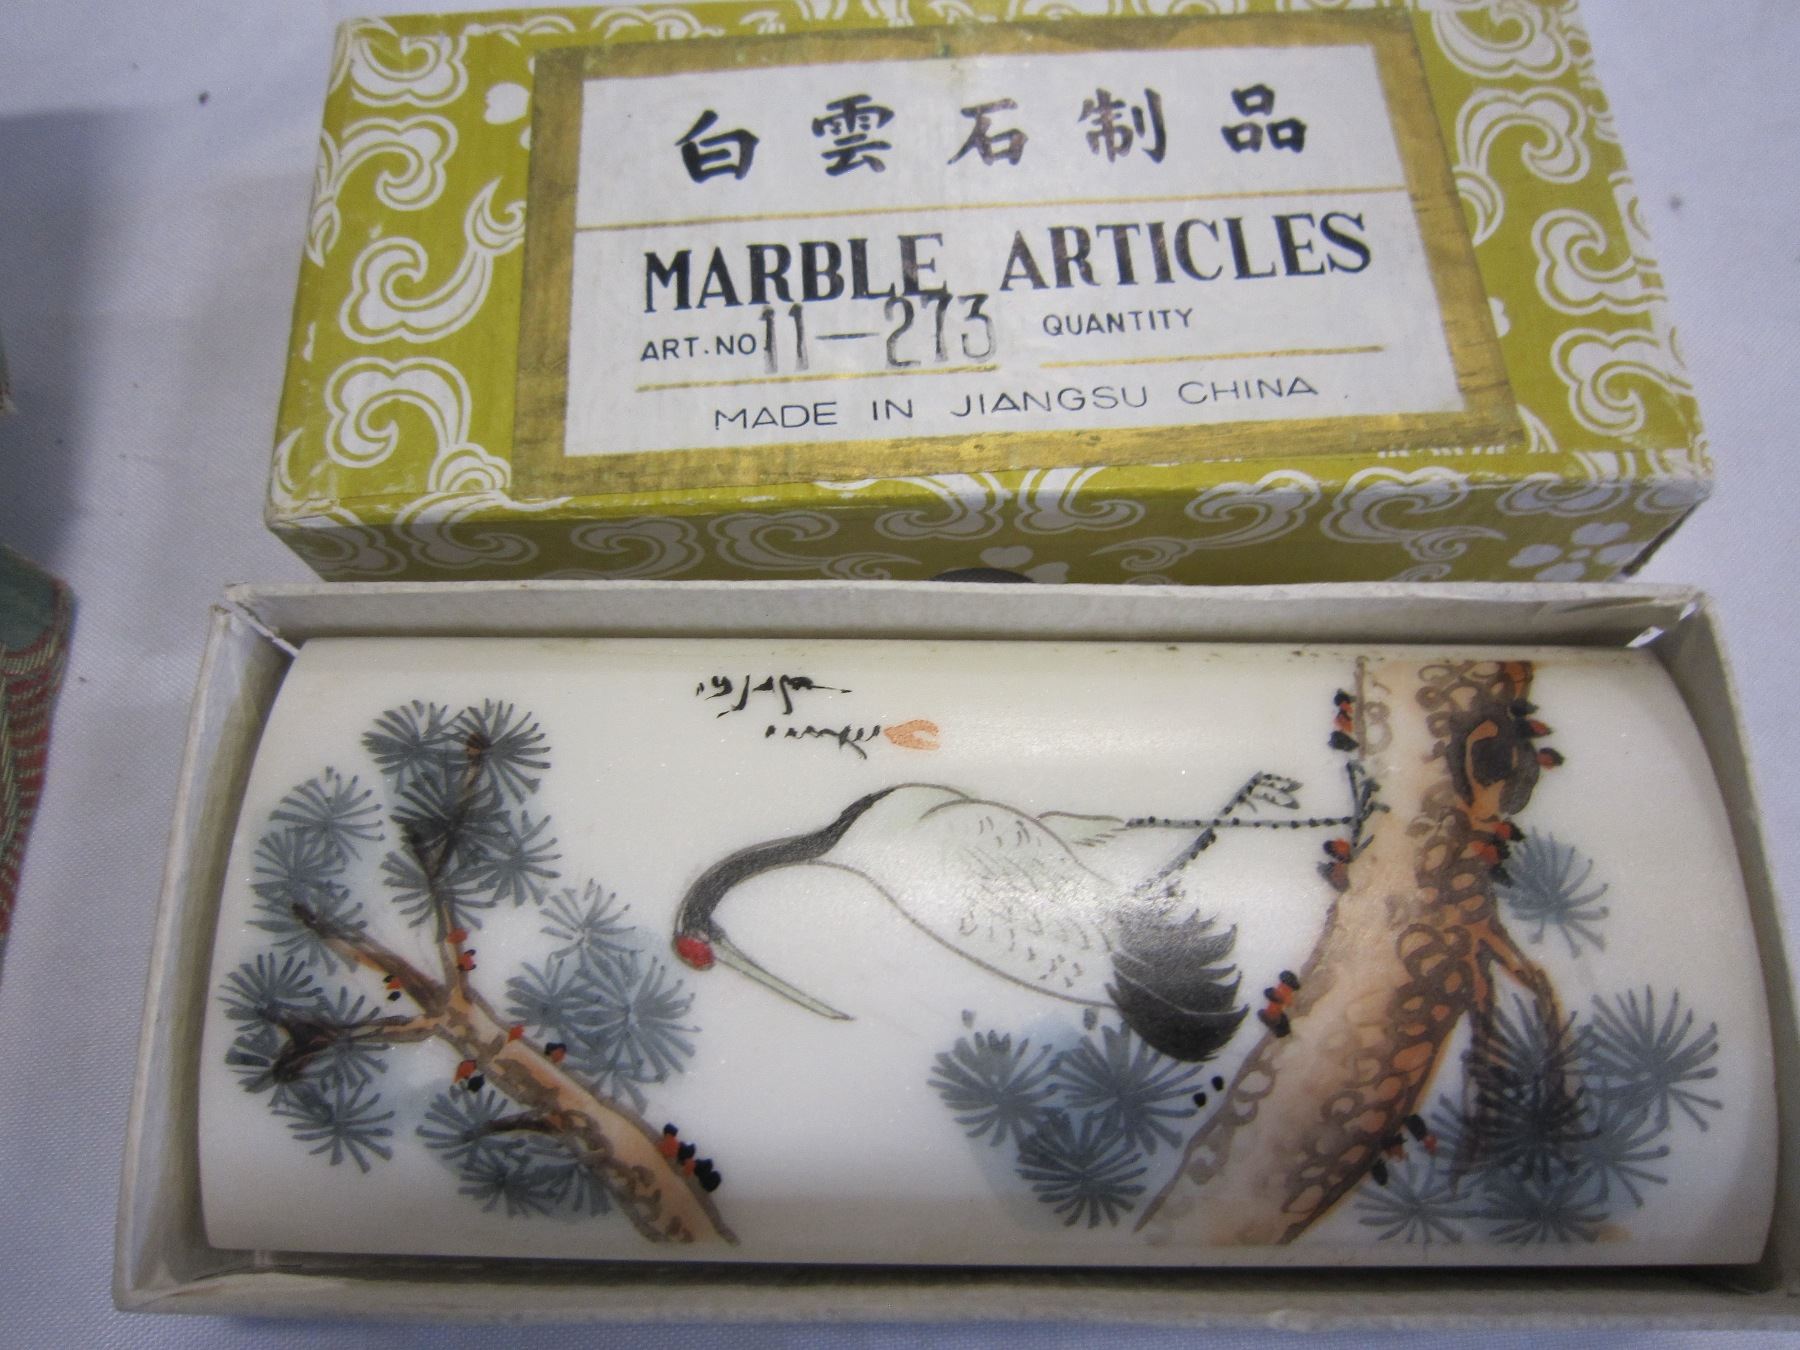 白雲石制品
MARBLE ARTICLES
ART.NO 11-273 QUANTITY
MADE IN JIANGSU CHINA